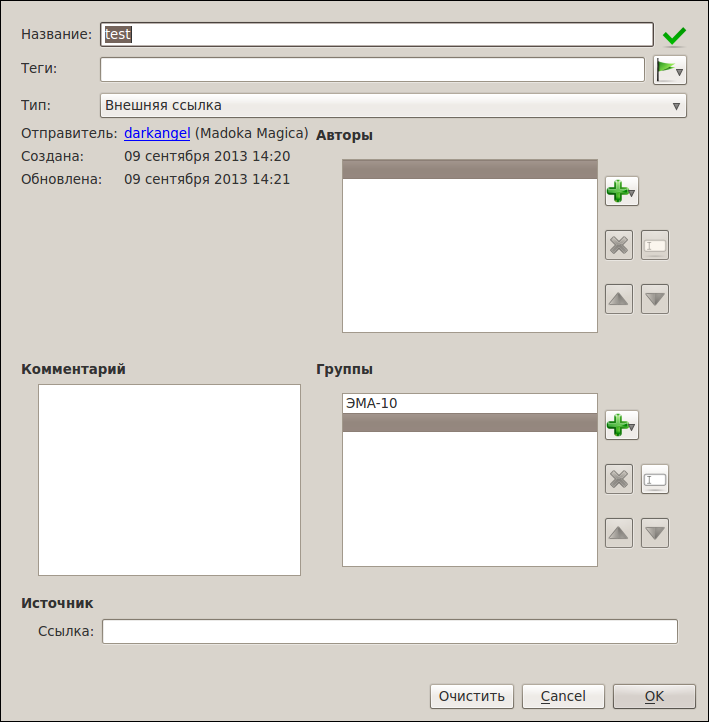 Название: test
Теги:
Тип: Внешняя ссылка
Отправитель: darkangel (Madoka Magica)
Создана: 09 сентября 2013 14:20
Обновлена: 09 сентября 2013 14:21
Авторы
Комментарий
Группы
ЭМА-10
Источник
Ссылка:
Очистить Cancel OK